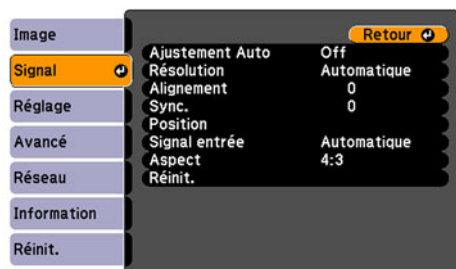 Image
Signal
Réglage
Avancé
Réseau
Information
Réinit.
Retour
Ajustement Auto Off
Résolution Automatique
Alignement 0
Sync. 0
Position
Signal entrée Automatique
Aspect 4:3
Réinit.